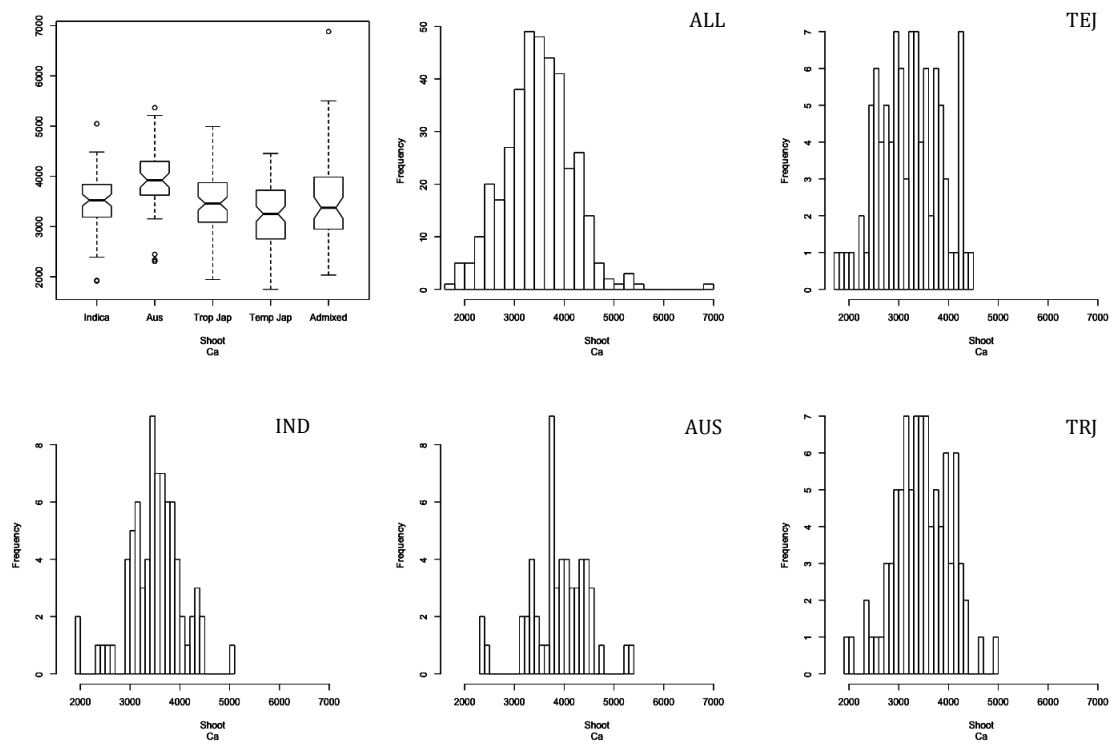 7000
6000
5000
4000
3000
2000
Indica Aus Trop Jap Temp Jap Admixed
Shoot
Ca
ALL
Frequency
50
40
30
20
10
0
2000 3000 4000 5000 6000 7000
Shoot
Ca
TEJ
Frequency
7
6
5
4
3
2
1
0
2000 3000 4000 5000 6000 7000
Shoot
Ca
IND
Frequency
8
6
4
2
0
2000 3000 4000 5000 6000 7000
Shoot
Ca
AUS
Frequency
8
6
4
2
0
2000 3000 4000 5000 6000 7000
Shoot
Ca
TRJ
Frequency
7
6
5
4
3
2
1
0
2000 3000 4000 5000 6000 7000
Shoot
Ca